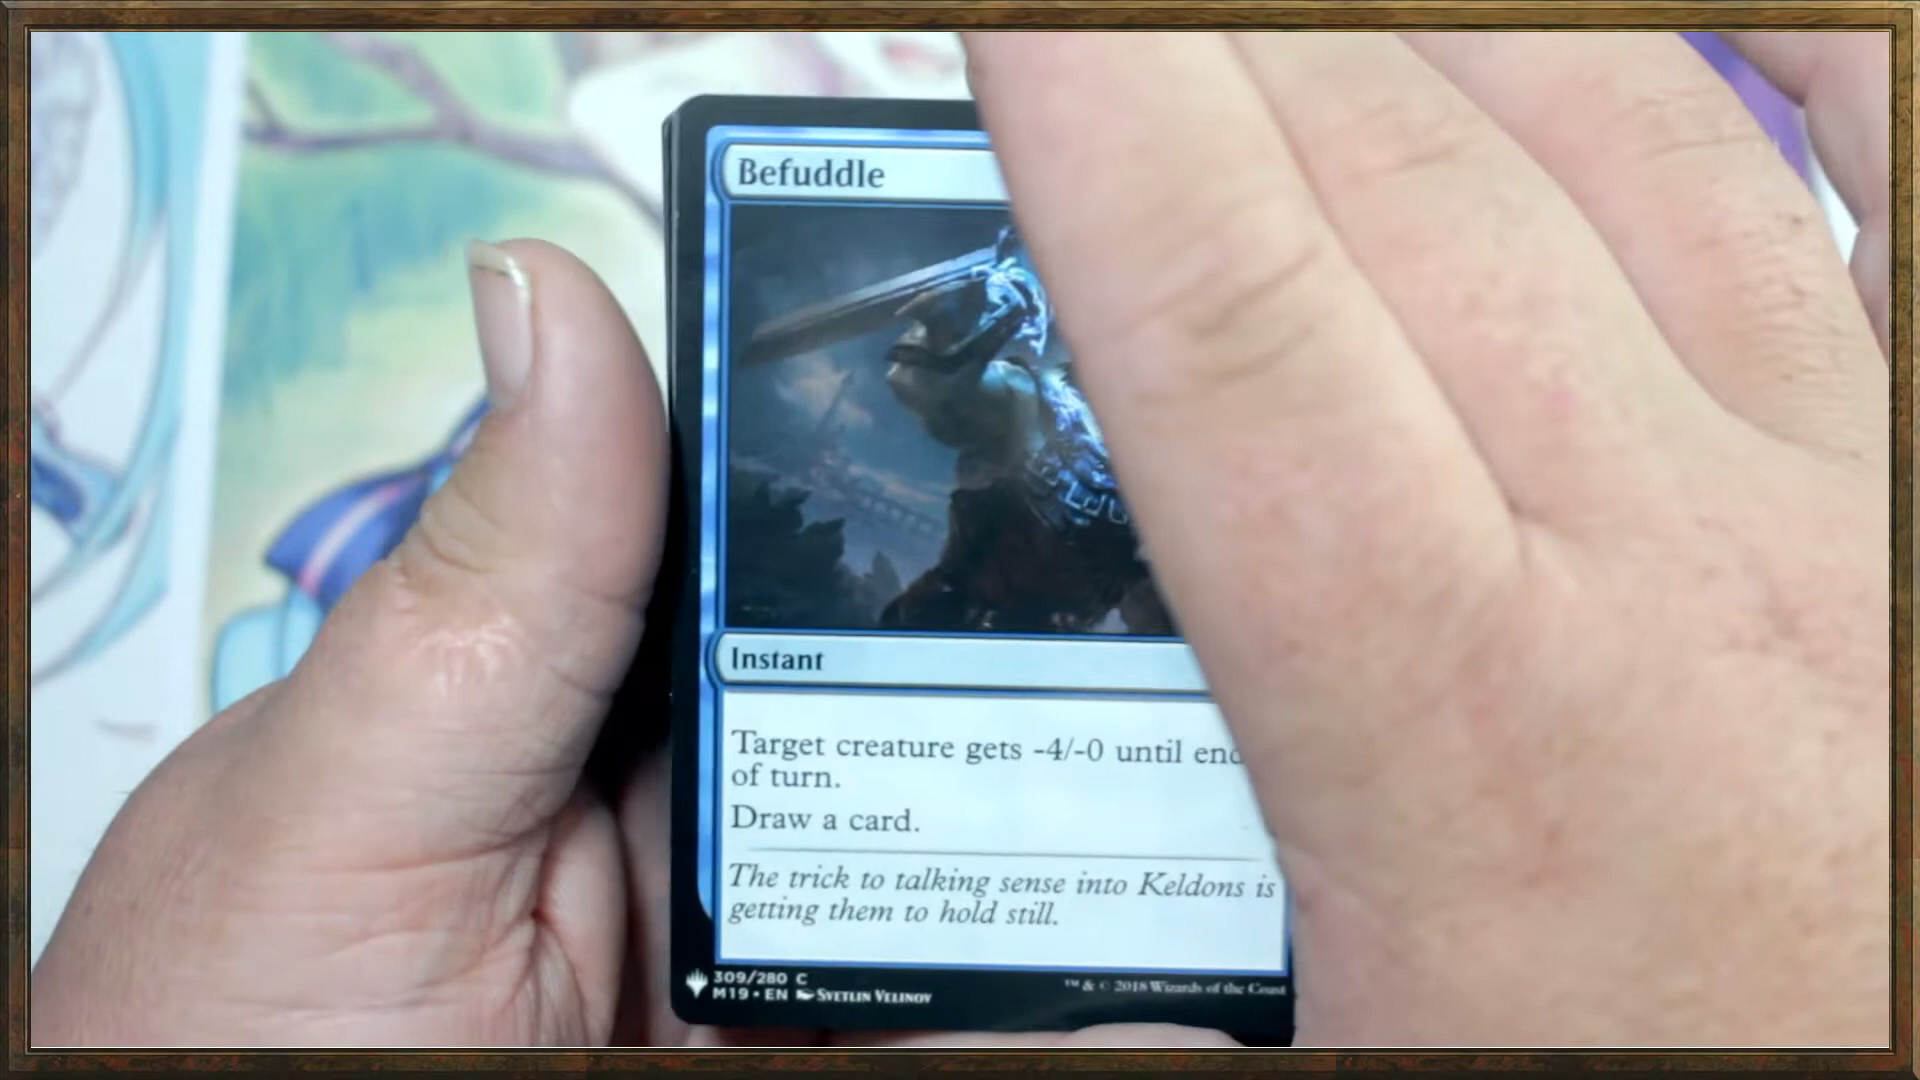 Befuddle
Instant
Target creature gets -4/-0 until end
of turn.
Draw a card.
The trick to talking sense into Keldons is
getting them to hold still.
309/280 C
M19 • EN SVETLIN VELINOV
™ & © 2018 Wizards of the Coast